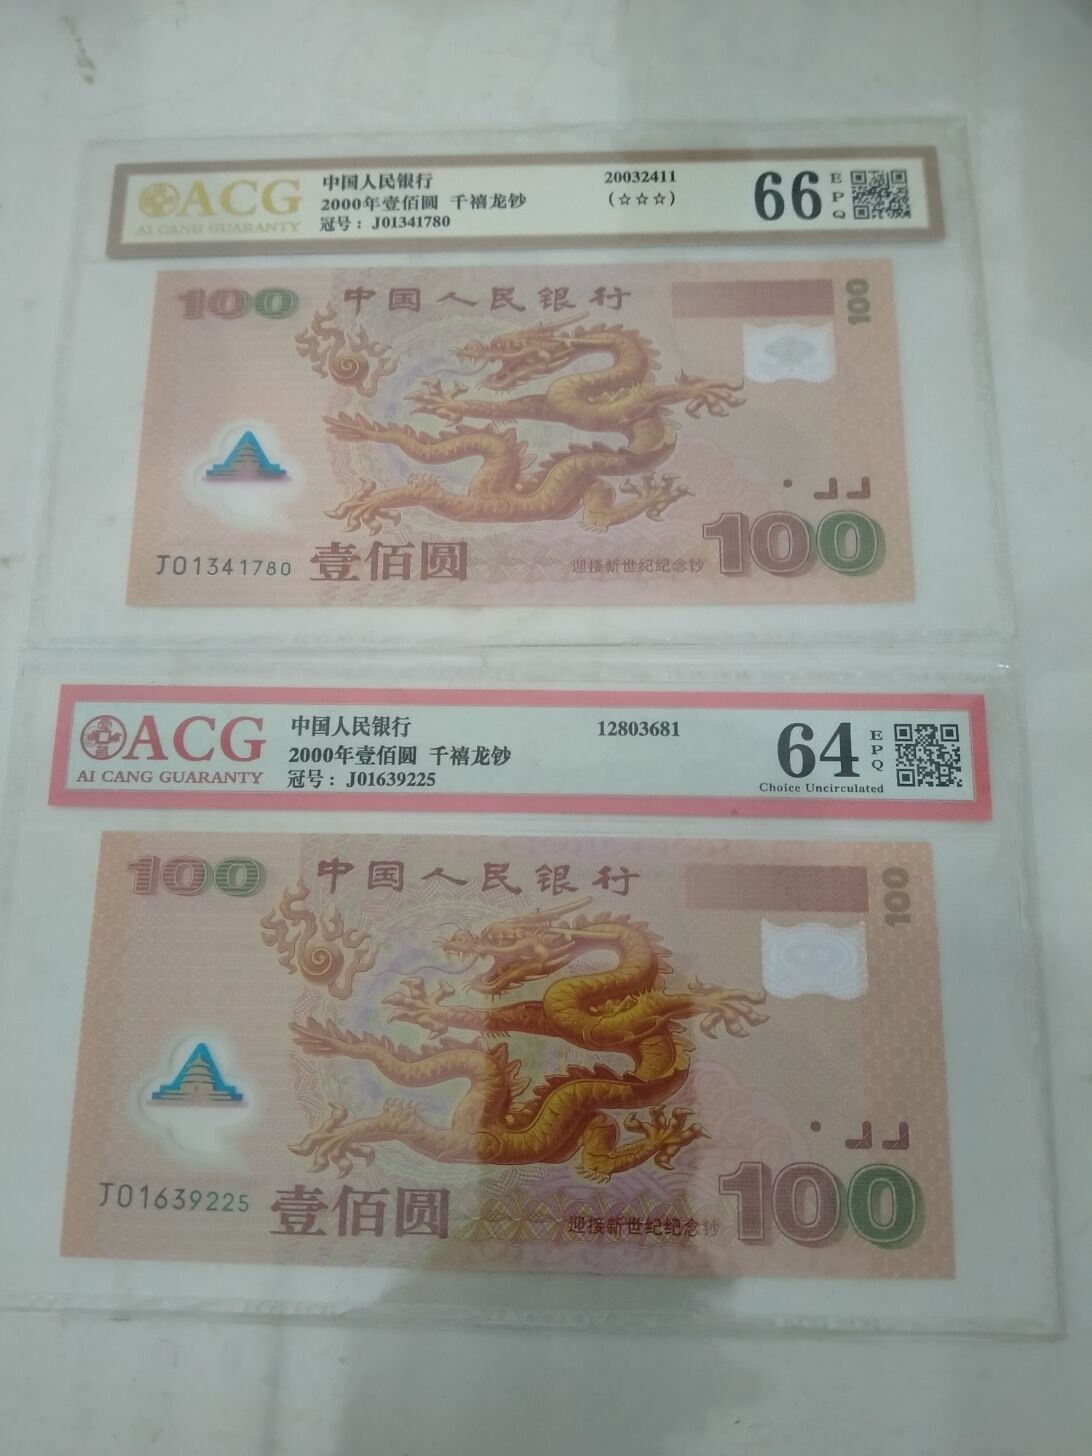 ACG
AI CANG GUARANTY
中国人民银行
2000年壹佰圆 千禧龙钞
冠号：J01341780
20032411
(☆☆☆)
66
EPQ
100
中国人民银行
100
J01341780
壹佰圆
迎接新世纪纪念钞
100
ACG
AI CANG GUARANTY
中国人民银行
2000年壹佰圆 千禧龙钞
冠号：J01639225
12803681
64
EPQ
Choice Uncirculated
100
中国人民银行
100
J01639225
壹佰圆
迎接新世纪纪念钞
100